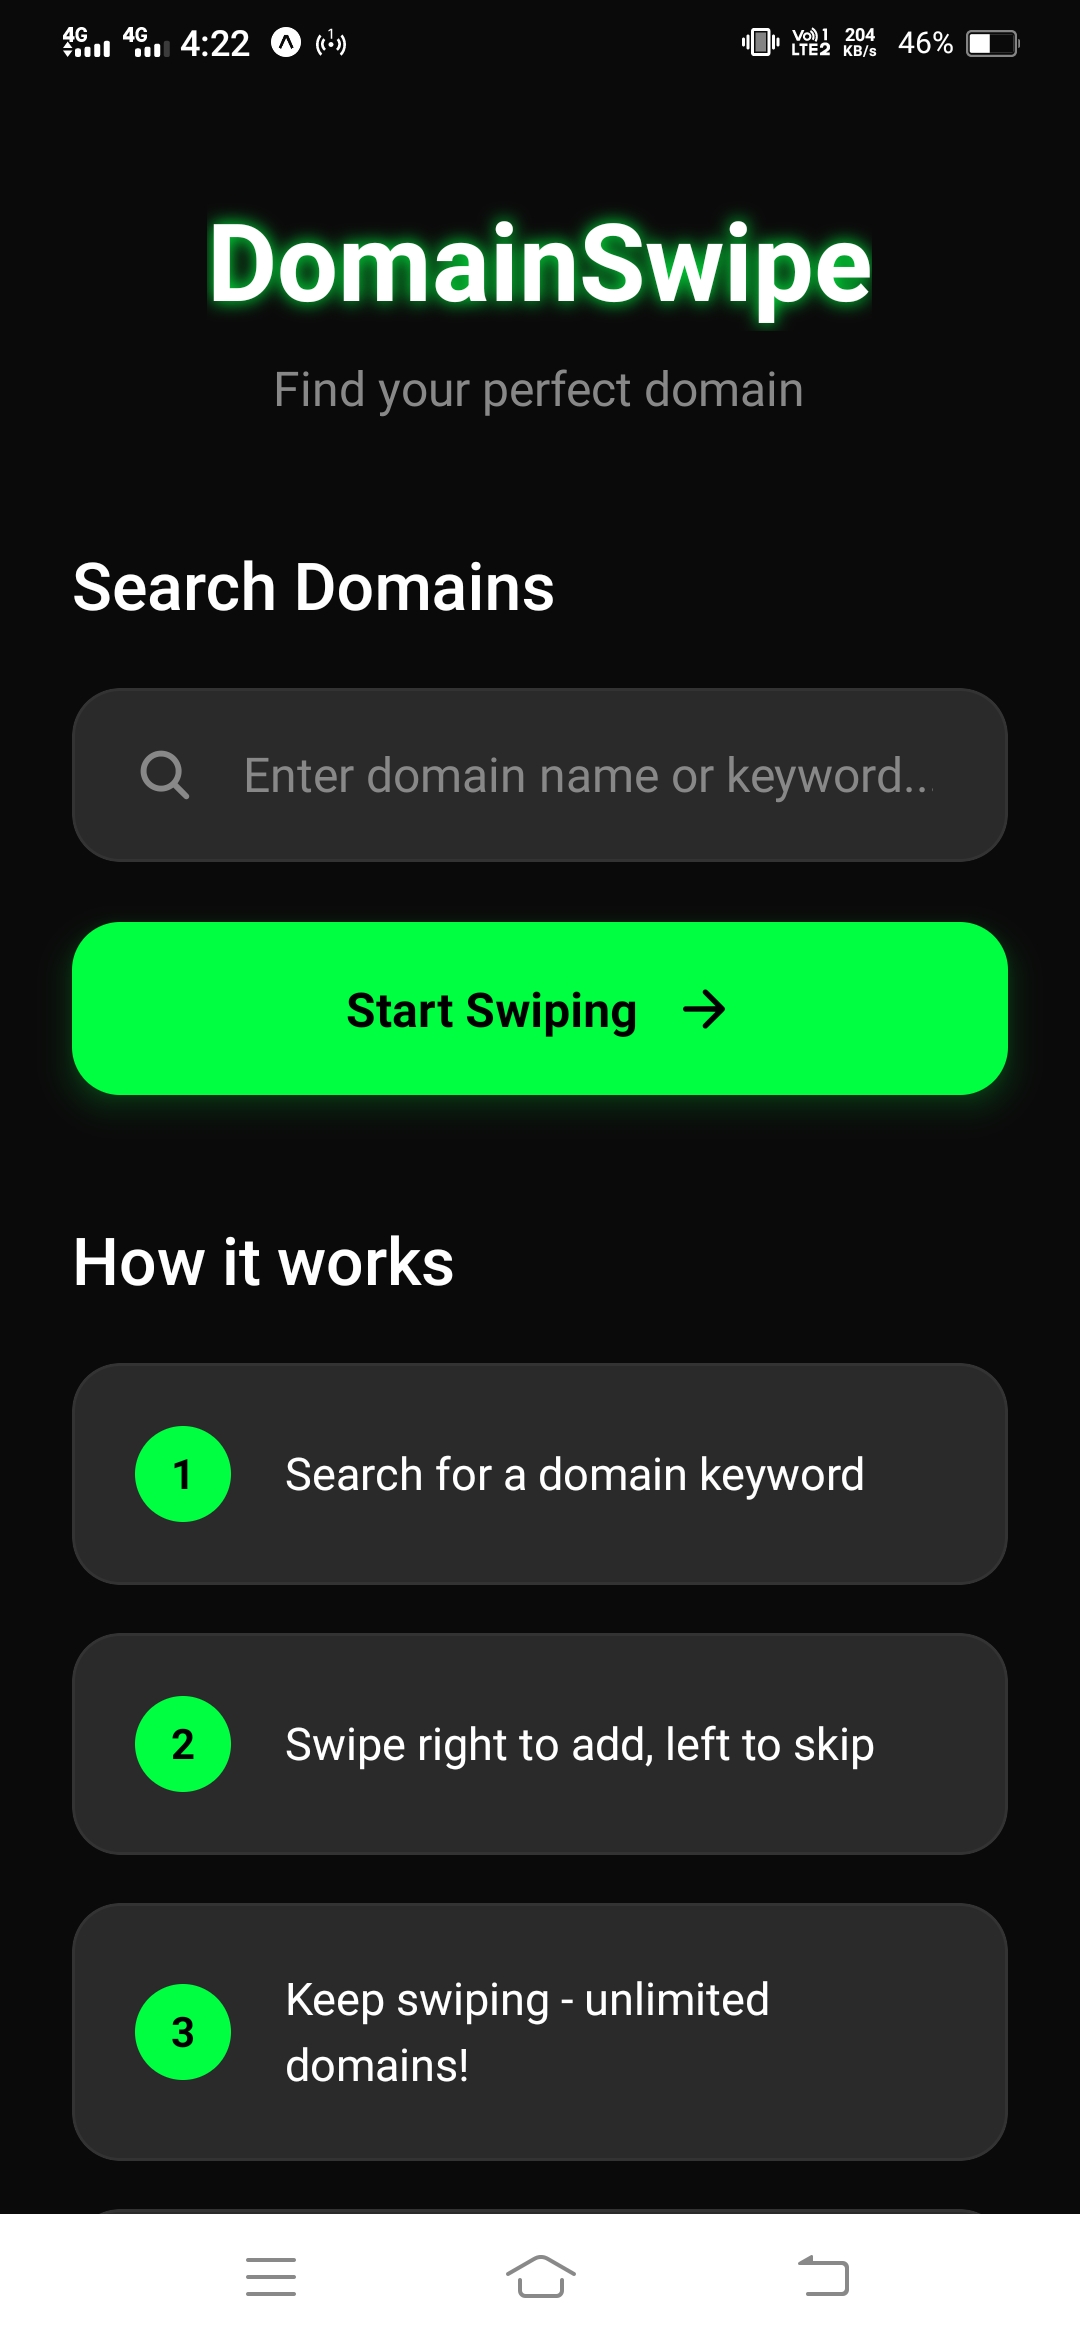 4G 4G 4:22 1 Vo) 1 LTE2 204 KB/s 46%
DomainSwipe
Find your perfect domain
Search Domains
Enter domain name or keyword...
Start Swiping →
How it works
1 Search for a domain keyword
2 Swipe right to add, left to skip
3 Keep swiping - unlimited
domains!